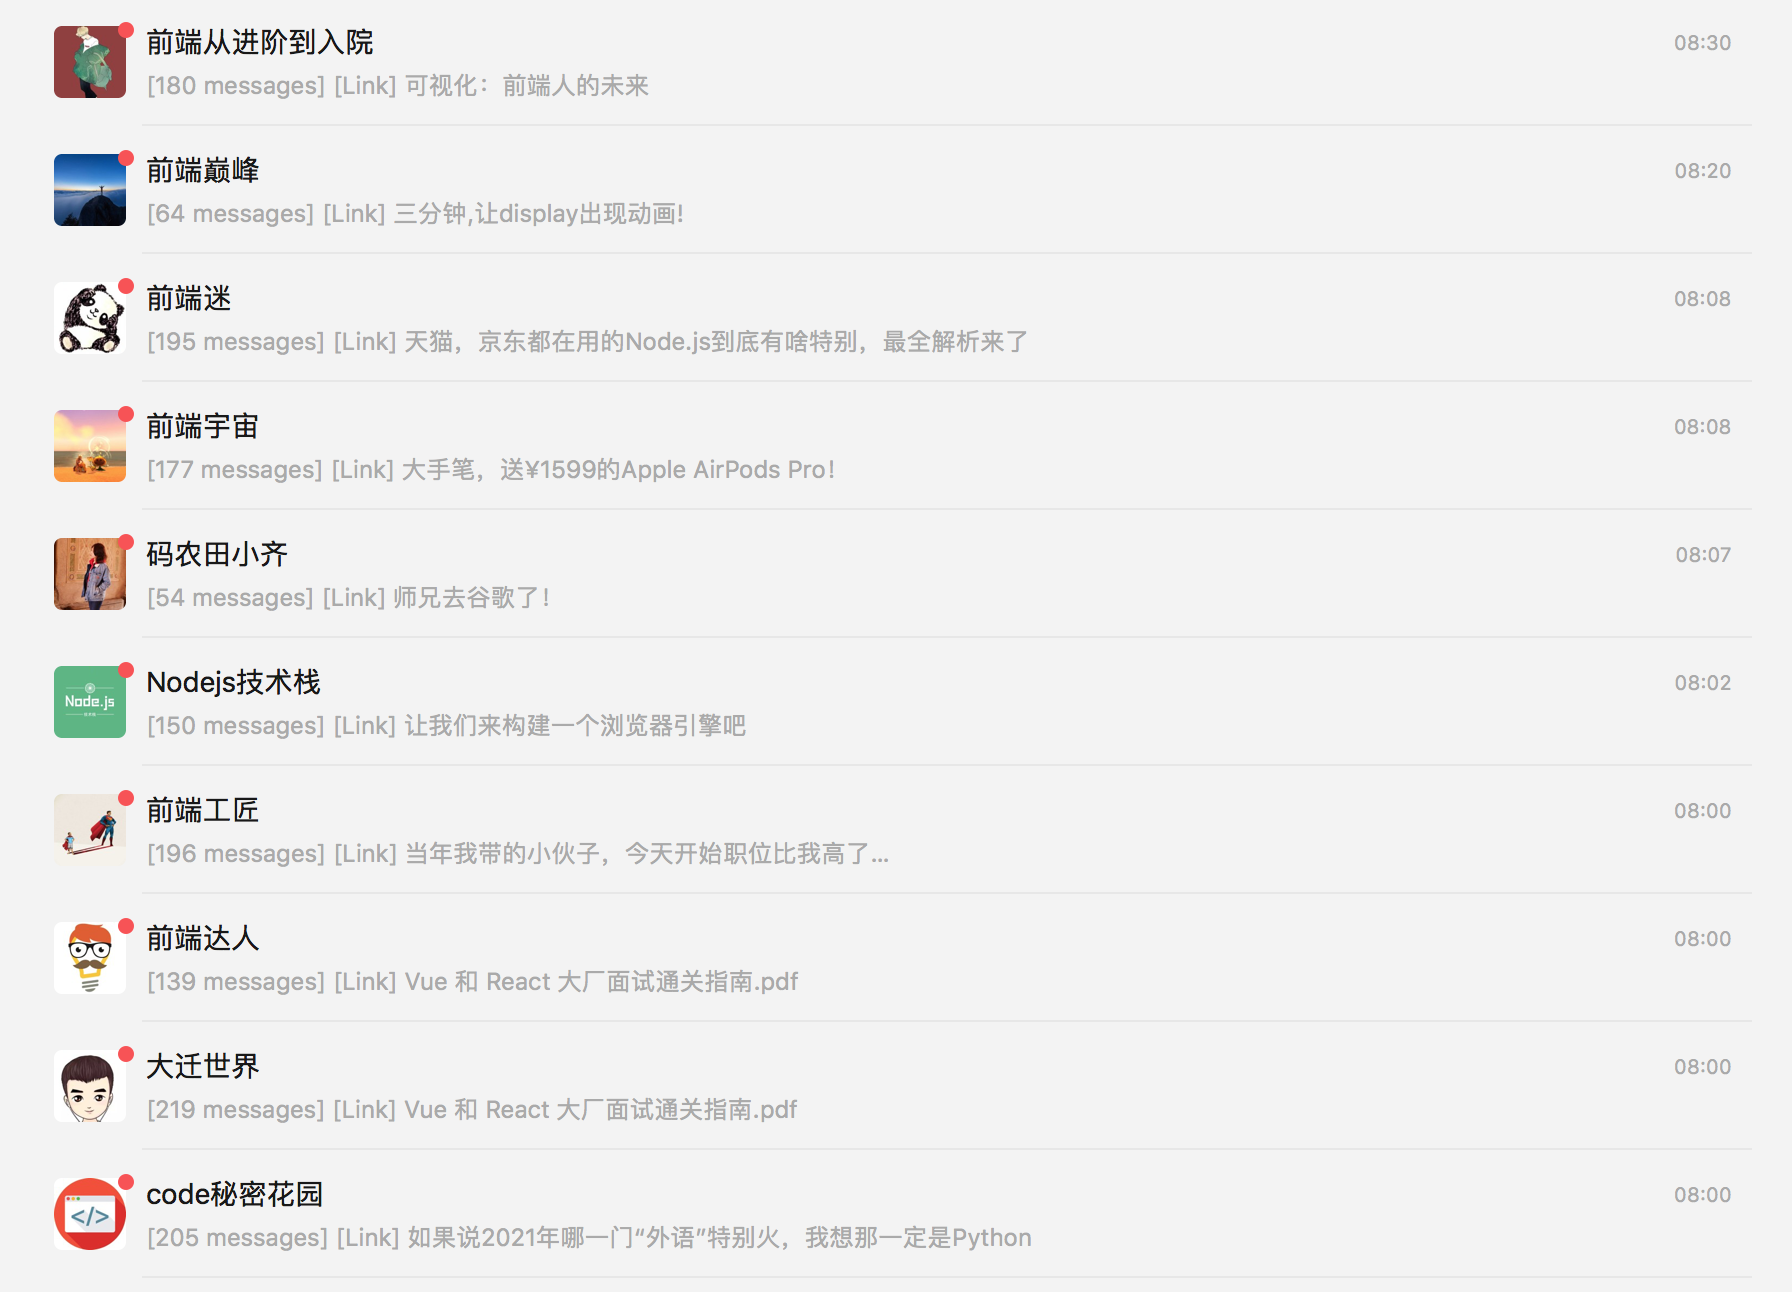 前端从进阶到入院
08:30
[180 messages] [Link] 可视化：前端人的未来
前端巅峰
08:20
[64 messages] [Link] 三分钟,让display出现动画!
前端迷
08:08
[195 messages] [Link] 天猫，京东都在用的Node.js到底有啥特别，最全解析来了
前端宇宙
08:08
[177 messages] [Link] 大手笔，送¥1599的Apple AirPods Pro！
码农田小齐
08:07
[54 messages] [Link] 师兄去谷歌了！
Nodejs技术栈
08:02
Node.js
[150 messages] [Link] 让我们来构建一个浏览器引擎吧
前端工匠
08:00
[196 messages] [Link] 当年我带的小伙子，今天开始职位比我高了...
前端达人
08:00
[139 messages] [Link] Vue 和 React 大厂面试通关指南.pdf
大迁世界
08:00
[219 messages] [Link] Vue 和 React 大厂面试通关指南.pdf
code秘密花园
08:00
</>
[205 messages] [Link] 如果说2021年哪一门“外语”特别火，我想那一定是Python